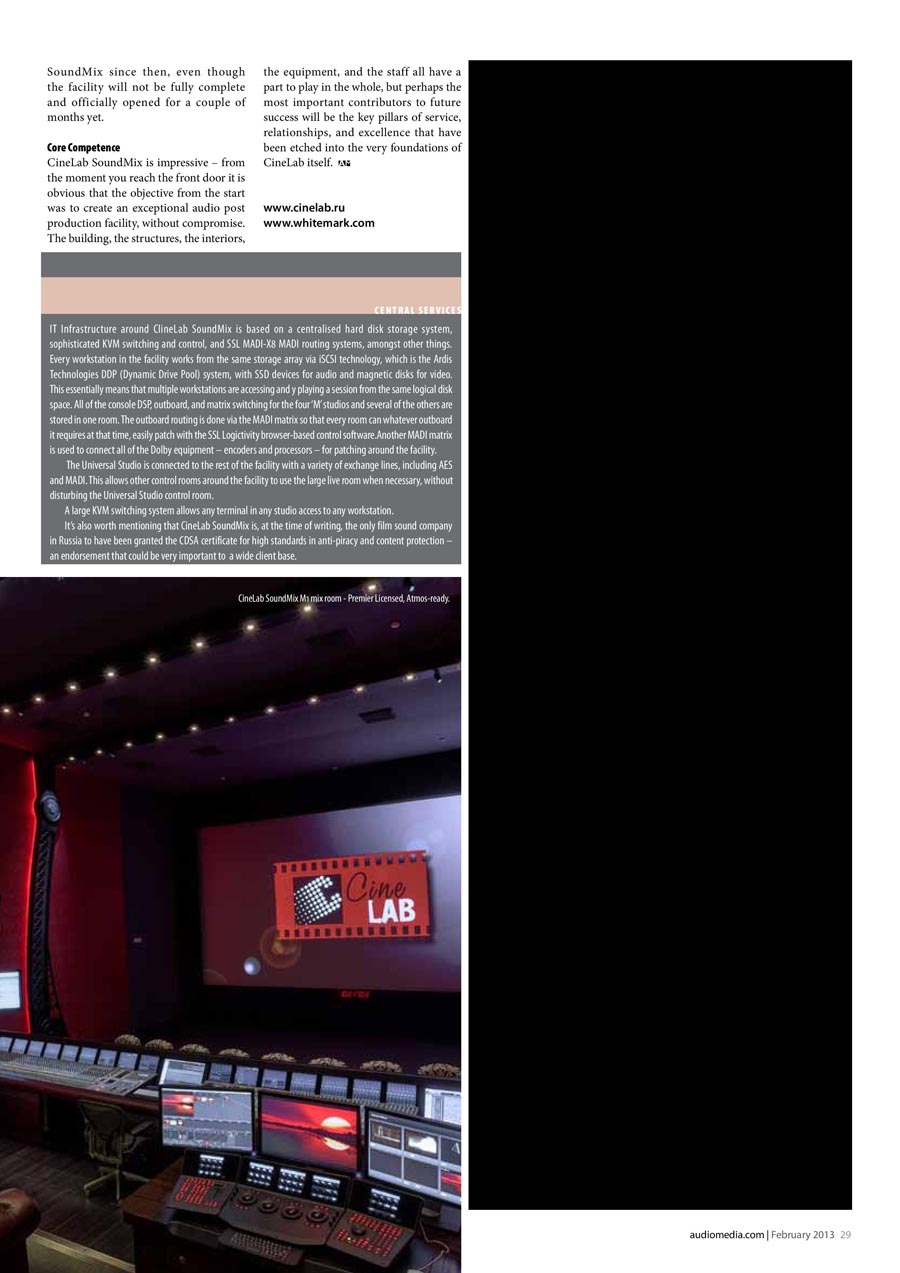 SoundMix since then, even though
the facility will not be fully complete
and officially opened for a couple of
months yet.
Core Competence
CineLab SoundMix is impressive – from
the moment you reach the front door it is
obvious that the objective from the start
was to create an exceptional audio post
production facility, without compromise.
The building, the structures, the interiors,
the equipment, and the staff all have a
part to play in the whole, but perhaps the
most important contributors to future
success will be the key pillars of service,
relationships, and excellence that have
been etched into the very foundations of
CineLab itself.
www.cinelab.ru
www.whitemark.com
CENTRAL SERVICES
IT Infrastructure around ClineLab SoundMix is based on a centralised hard disk storage system,
sophisticated KVM switching and control, and SSL MADI-X8 MADI routing systems, amongst other things.
Every workstation in the facility works from the same storage array via iSCSI technology, which is the Ardis
Technologies DDP (Dynamic Drive Pool) system, with SSD devices for audio and magnetic disks for video.
This essentially means that multiple workstations are accessing and y playing a session from the same logical disk
space. All of the console DSP, outboard, and matrix switching for the four 'M' studios and several of the others are
stored in one room. The outboard routing is done via the MADI matrix so that every room can whatever outboard
it requires at that time, easily patch with the SSL Logictivity browser-based control software.Another MADI matrix
is used to connect all of the Dolby equipment – encoders and processors – for patching around the facility.
The Universal Studio is connected to the rest of the facility with a variety of exchange lines, including AES
and MADI. This allows other control rooms around the facility to use the large live room when necessary, without
disturbing the Universal Studio control room.
A large KVM switching system allows any terminal in any studio access to any workstation.
It's also worth mentioning that CineLab SoundMix is, at the time of writing, the only film sound company
in Russia to have been granted the CDSA certificate for high standards in anti-piracy and content protection –
an endorsement that could be very important to a wide client base.
CineLab SoundMix M1 mix room - Premier Licensed, Atmos-ready.
Cine
LAB
audiomedia.com | February 2013 29